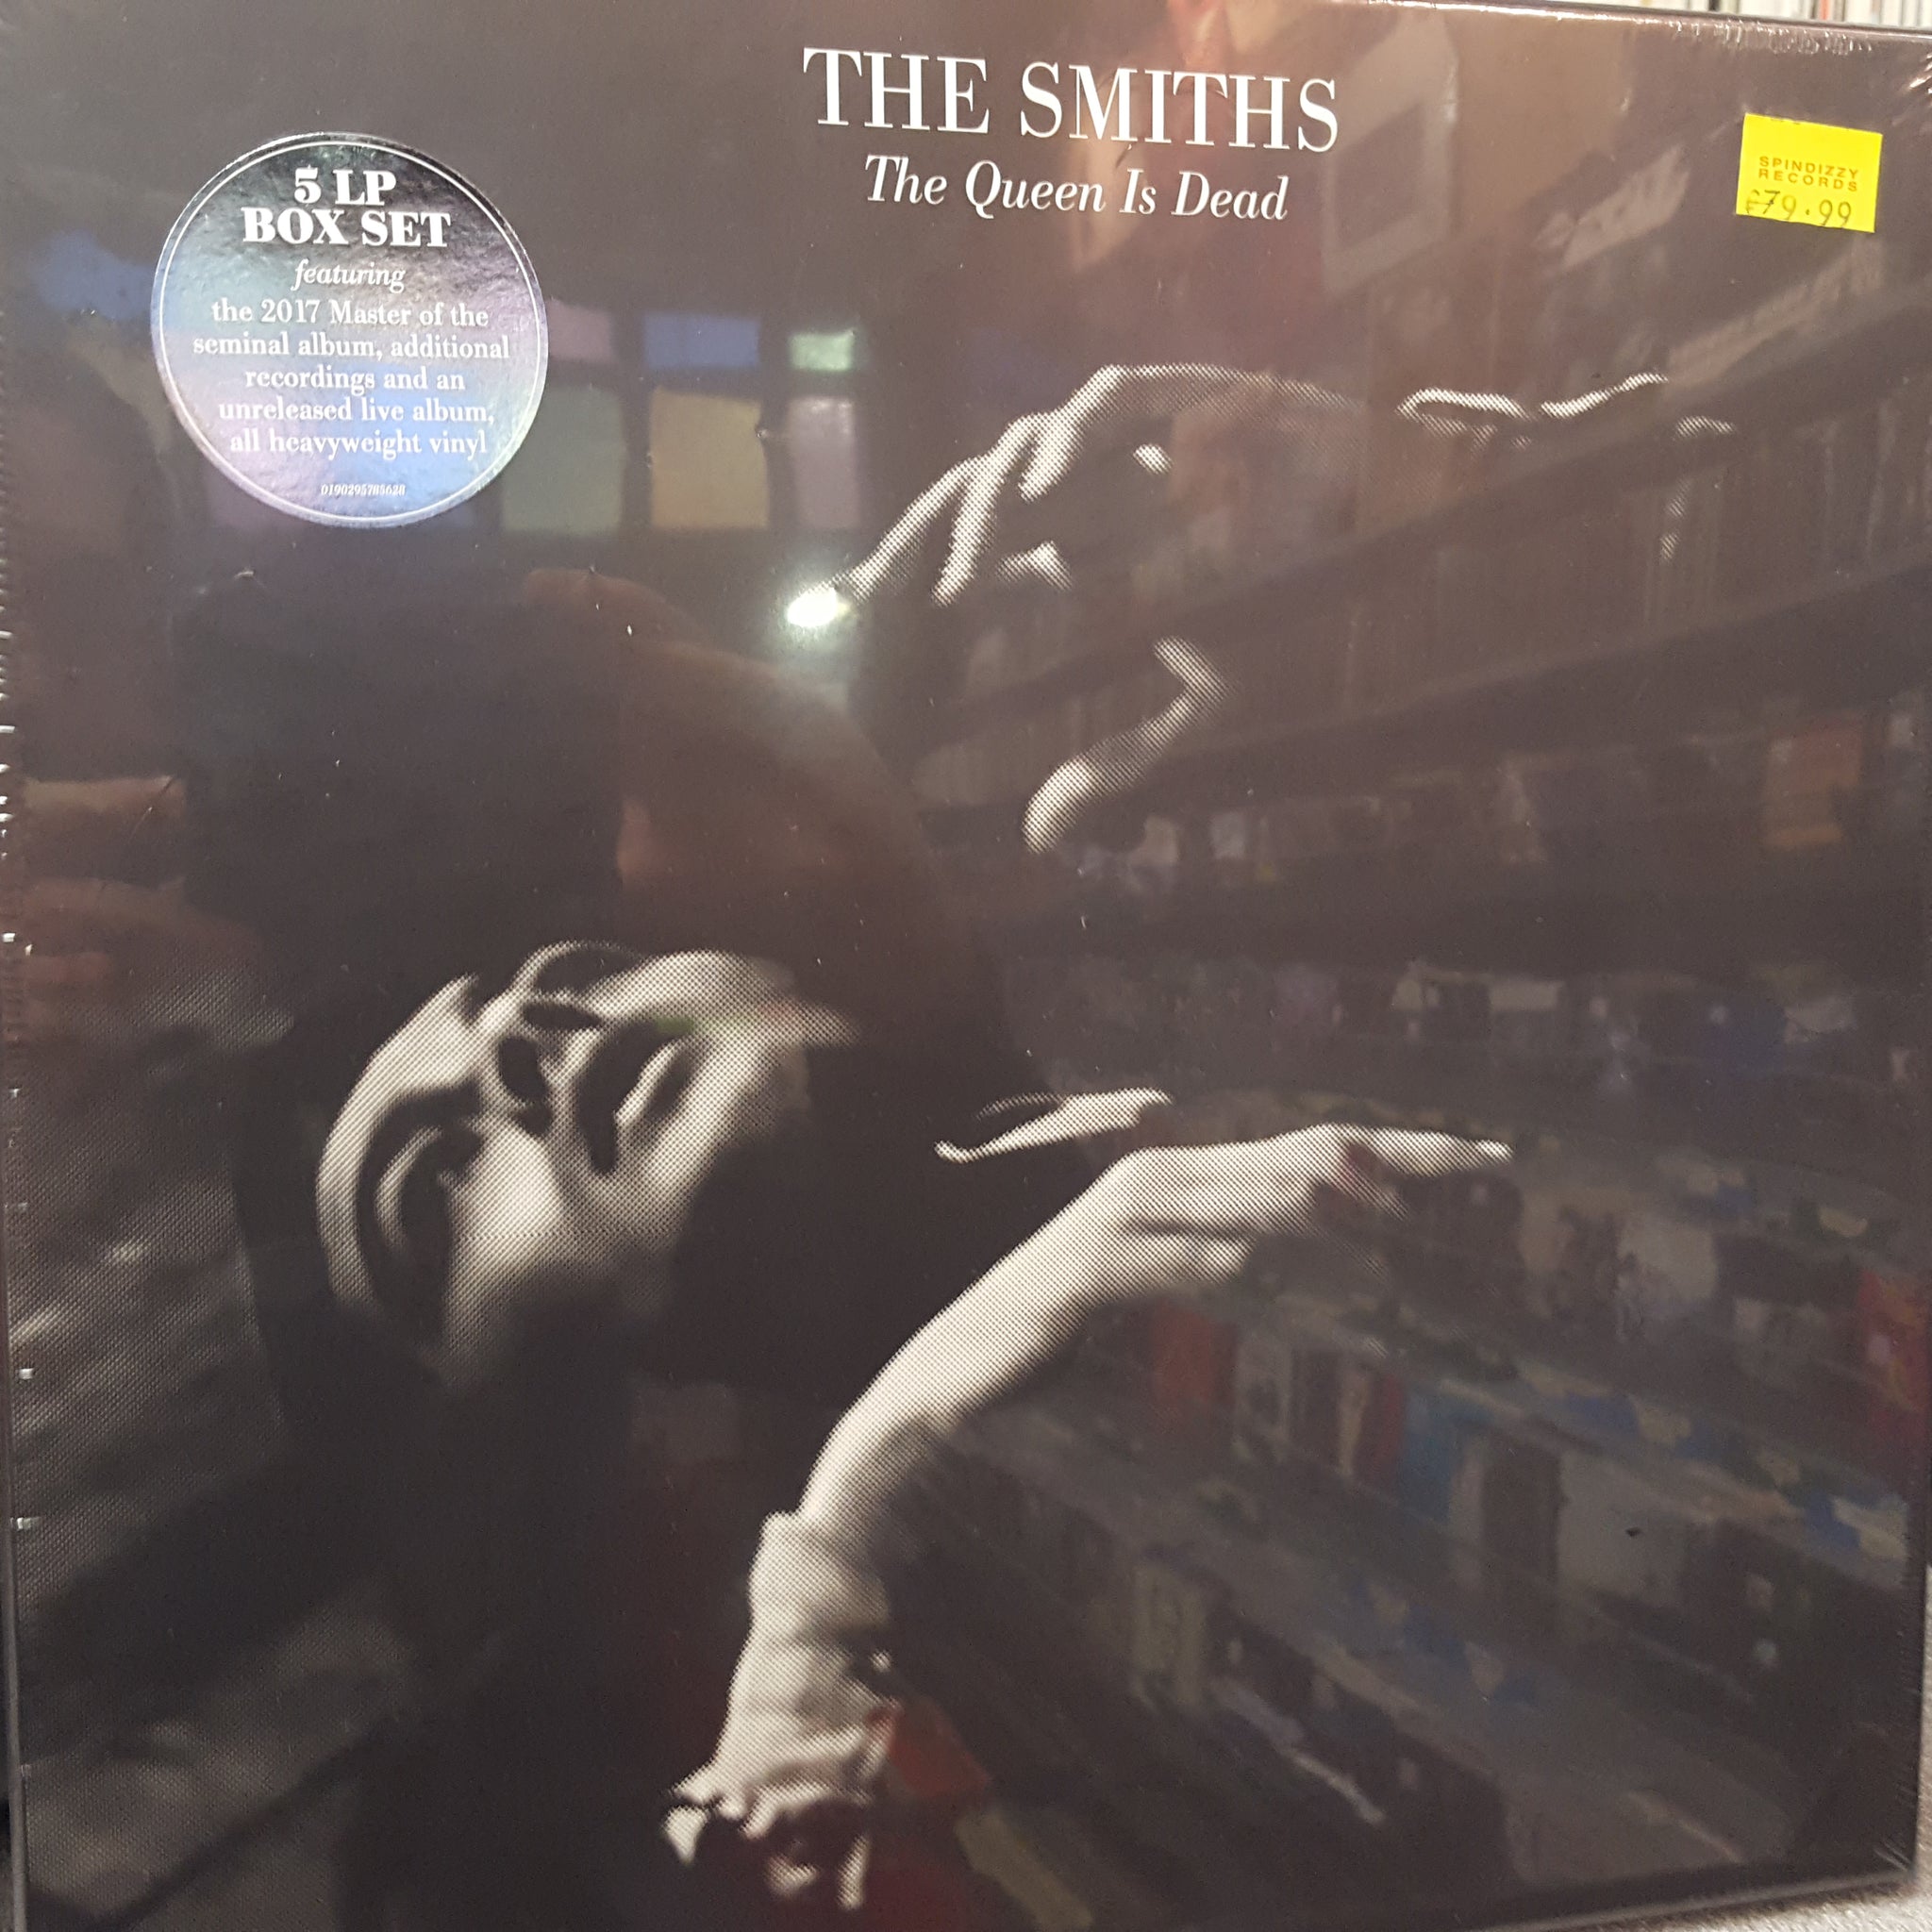 THE SMITHS
The Queen Is Dead
SPINDIZZY
RECORDS
€79.99
5 LP
BOX SET
featuring
the 2017 Master of the
seminal album, additional
recordings and an
unreleased live album,
all heavyweight vinyl
0190295785628